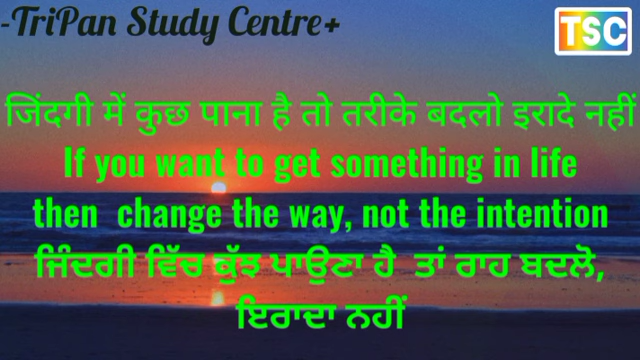 -TriPan Study Centre+
TSC
जिंदगी में कुछ पाना है तो तरीके बदलो इरादे नहीं
If you want to get something in life
then change the way, not the intention
ਜਿੰਦਗੀ ਵਿੱਚ ਕੁੱਝ ਪਾਉਣਾ ਹੈ ਤਾਂ ਰਾਹ ਬਦਲੋ,
ਇਰਾਦਾ ਨਹੀਂ